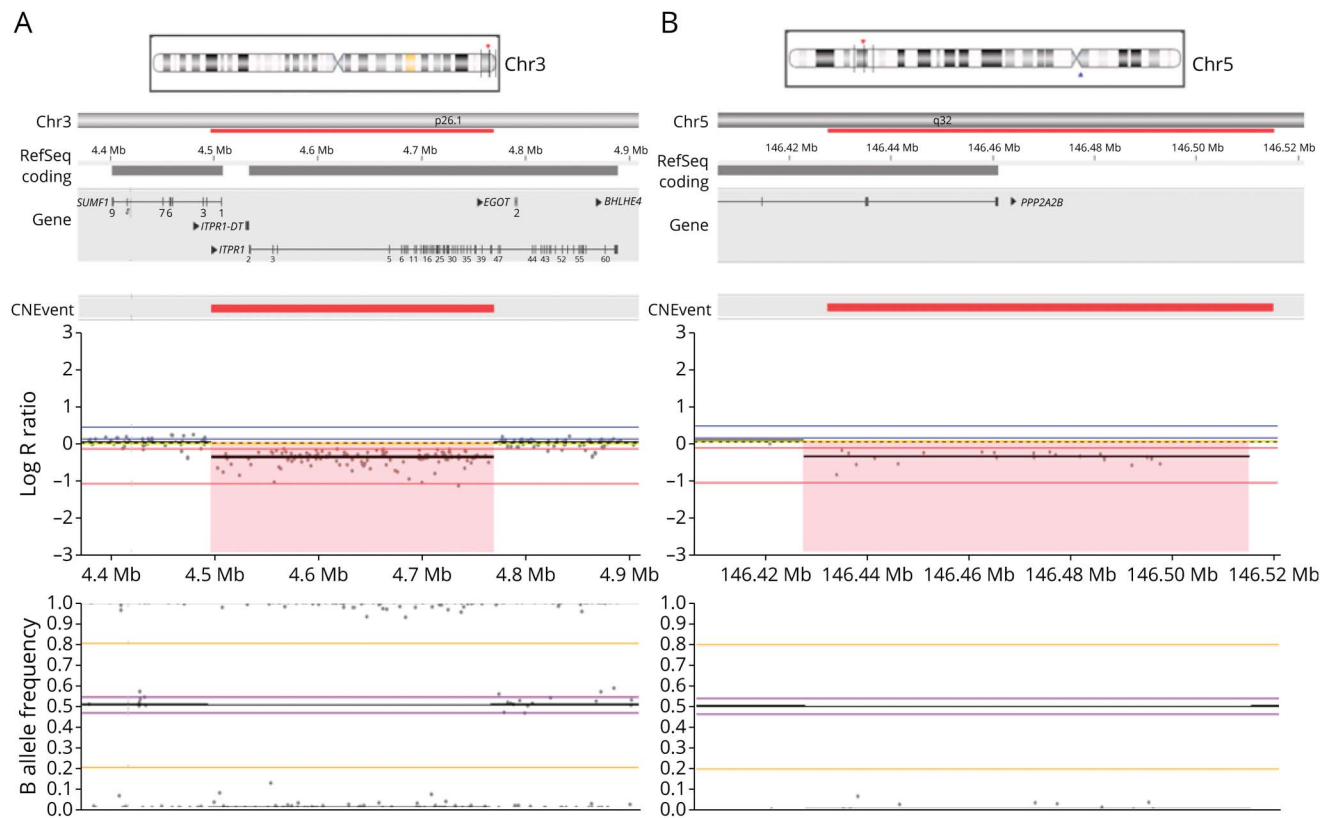 A
Chr3
Chr3
p26.1
4.4 Mb 4.5 Mb 4.6 Mb 4.7 Mb 4.8 Mb 4.9 Mb
RefSeq
coding
Gene
SUMF1
9 7 6 3 1
ITPR1-DT
EGOT
2
BHLHE4
ITPR1
2 3 5 6 11 16 25 30 35 39 47 44 43 52 55 60
CNEvent
Log R ratio
3
2
1
0
–1
–2
–3
4.4 Mb 4.5 Mb 4.6 Mb 4.7 Mb 4.8 Mb 4.9 Mb
B allele frequency
1.0
0.9
0.8
0.7
0.6
0.5
0.4
0.3
0.2
0.1
0.0
B
Chr5
Chr5
q32
146.42 Mb 146.44 Mb 146.46 Mb 146.48 Mb 146.50 Mb 146.52 Mb
RefSeq
coding
Gene
PPP2A2B
CNEvent
3
2
1
0
–1
–2
–3
146.42 Mb 146.44 Mb 146.46 Mb 146.48 Mb 146.50 Mb 146.52 Mb
1.0
0.9
0.8
0.7
0.6
0.5
0.4
0.3
0.2
0.1
0.0